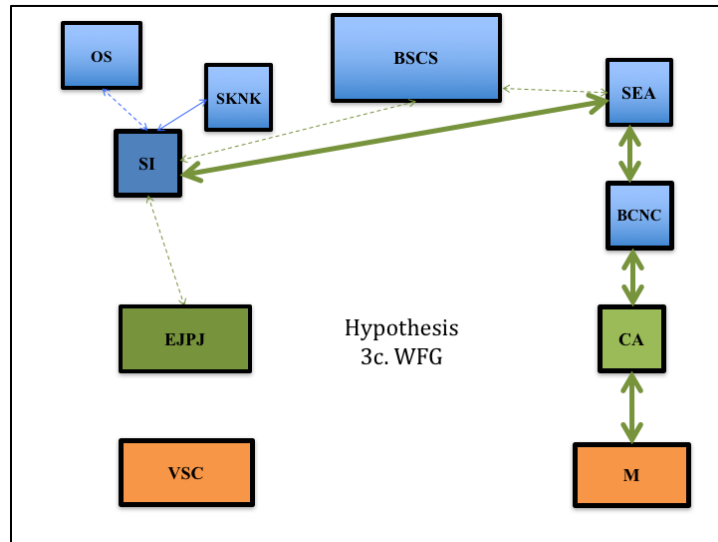 OS
BSCS
SKNK
SEA
SI
BCNC
EJPJ
Hypothesis
3c. WFG
CA
VSC
M